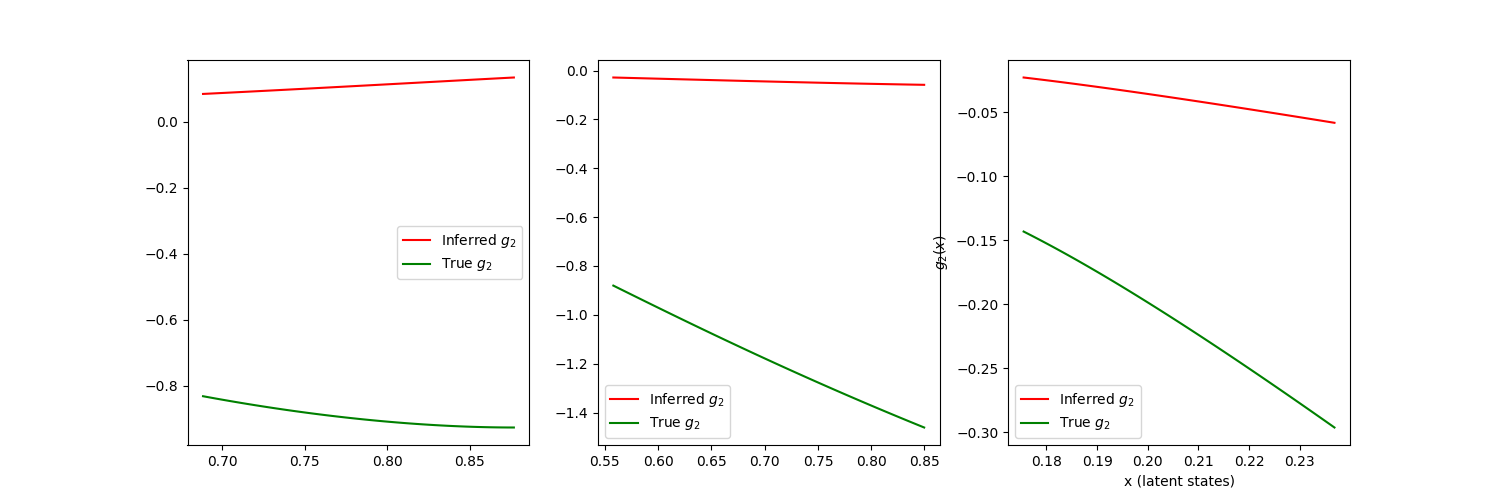 0.0
−0.2
−0.4
−0.6
−0.8
0.70 0.75 0.80 0.85
Inferred g₂
True g₂
0.0
−0.2
−0.4
−0.6
−0.8
−1.0
−1.2
−1.4
0.55 0.60 0.65 0.70 0.75 0.80 0.85
Inferred g₂
True g₂
g₂(x)
−0.05
−0.10
−0.15
−0.20
−0.25
−0.30
0.18 0.19 0.20 0.21 0.22 0.23
x (latent states)
Inferred g₂
True g₂